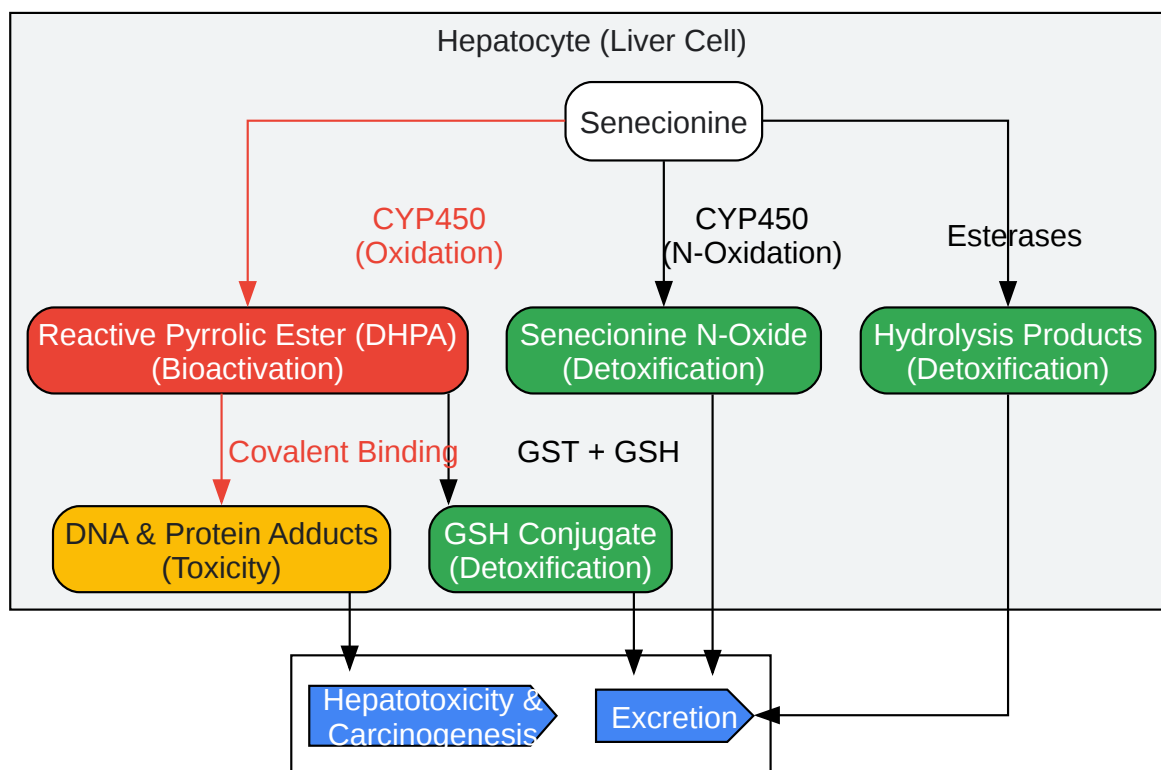 Hepatocyte (Liver Cell)
Senecionine
CYP450
(Oxidation)
CYP450
(N-Oxidation)
Esterases
Reactive Pyrrolic Ester (DHPA)
(Bioactivation)
Senecionine N-Oxide
(Detoxification)
Hydrolysis Products
(Detoxification)
Covalent Binding
GST + GSH
DNA & Protein Adducts
(Toxicity)
GSH Conjugate
(Detoxification)
Hepatotoxicity &
Carcinogenesis
Excretion